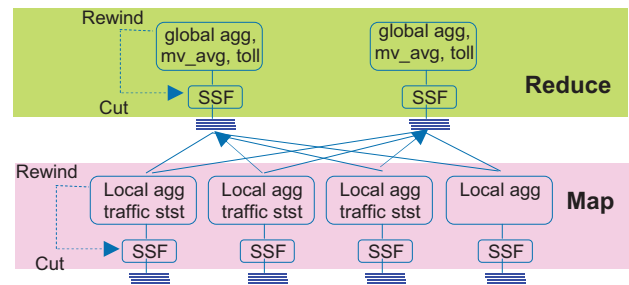 Rewind
global agg,
mv_avg, toll
global agg,
mv_avg, toll
SSF
SSF
Reduce
Cut
Rewind
Local agg
traffic stst
Local agg
traffic stst
Local agg
traffic stst
Local agg
Map
SSF
SSF
SSF
SSF
Cut